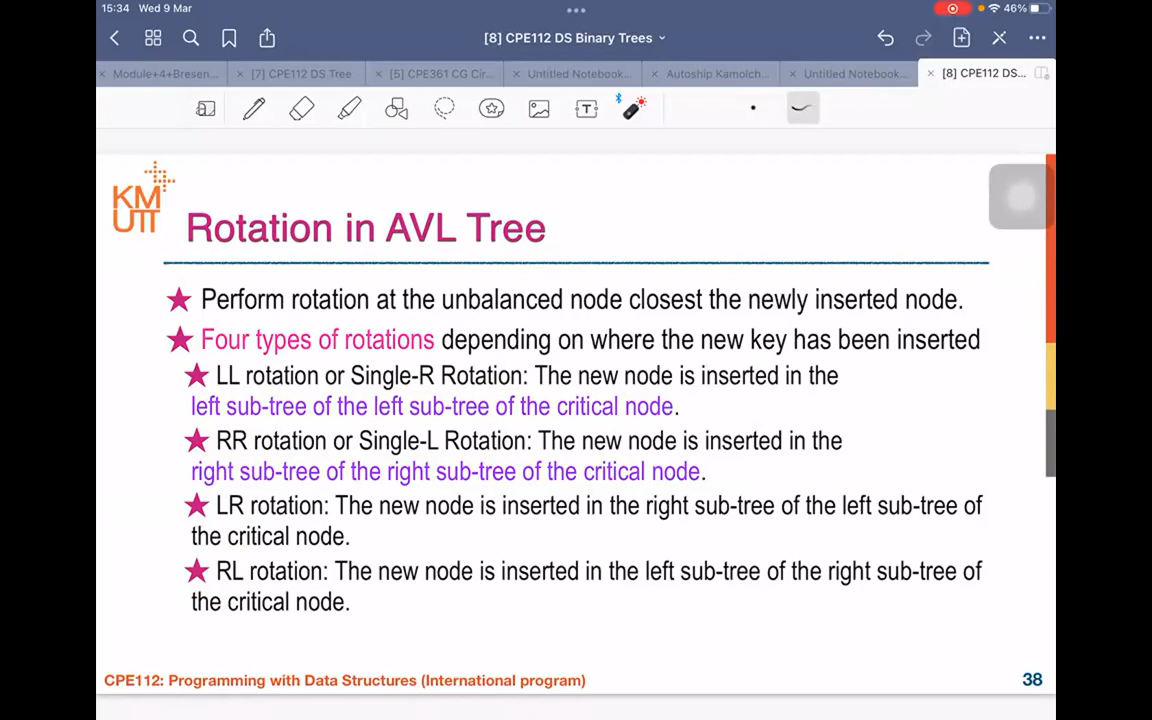 15:34 Wed 9 Mar
46%
[8] CPE112 DS Binary Trees
Module+4+Bresen...
[7] CPE112 DS Tree
[5] CPE361 CG Cir...
Untitled Notebook...
Autoship Kamolch...
Untitled Notebook...
[8] CPE112 DS...
KM
UTT
Rotation in AVL Tree
Perform rotation at the unbalanced node closest the newly inserted node.
Four types of rotations depending on where the new key has been inserted
LL rotation or Single-R Rotation: The new node is inserted in the
left sub-tree of the left sub-tree of the critical node.
RR rotation or Single-L Rotation: The new node is inserted in the
right sub-tree of the right sub-tree of the critical node.
LR rotation: The new node is inserted in the right sub-tree of the left sub-tree of
the critical node.
RL rotation: The new node is inserted in the left sub-tree of the right sub-tree of
the critical node.
CPE112: Programming with Data Structures (International program)
38